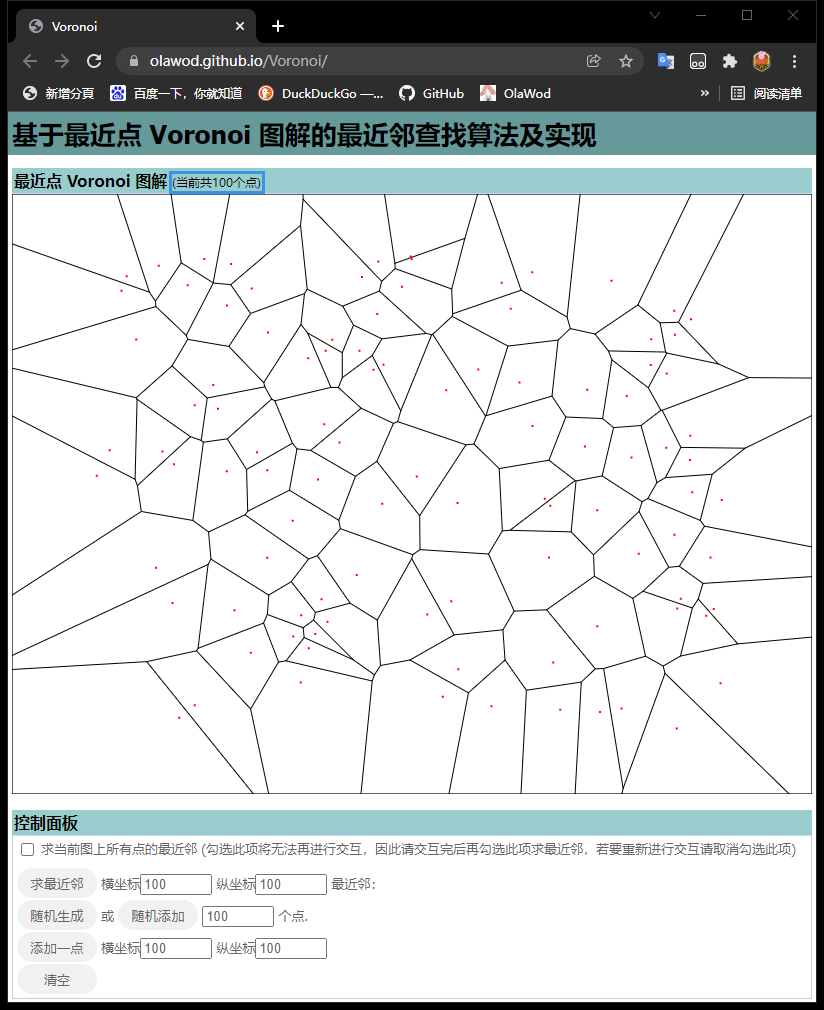 Voronoi
olawod.github.io/Voronoi/
新增分頁 百度一下，你就知道 DuckDuckGo —... GitHub OlaWod » 阅读清单
基于最近点 Voronoi 图解的最近邻查找算法及实现
最近点 Voronoi 图解 (当前共100个点)
控制面板
求当前图上所有点的最近邻 (勾选此项将无法再进行交互，因此请交互完后再勾选此项求最近邻，若要重新进行交互请取消勾选此项)
求最近邻 横坐标 100 纵坐标 100 最近邻：
随机生成 或 随机添加 100 个点.
添加一点 横坐标 100 纵坐标 100
清空